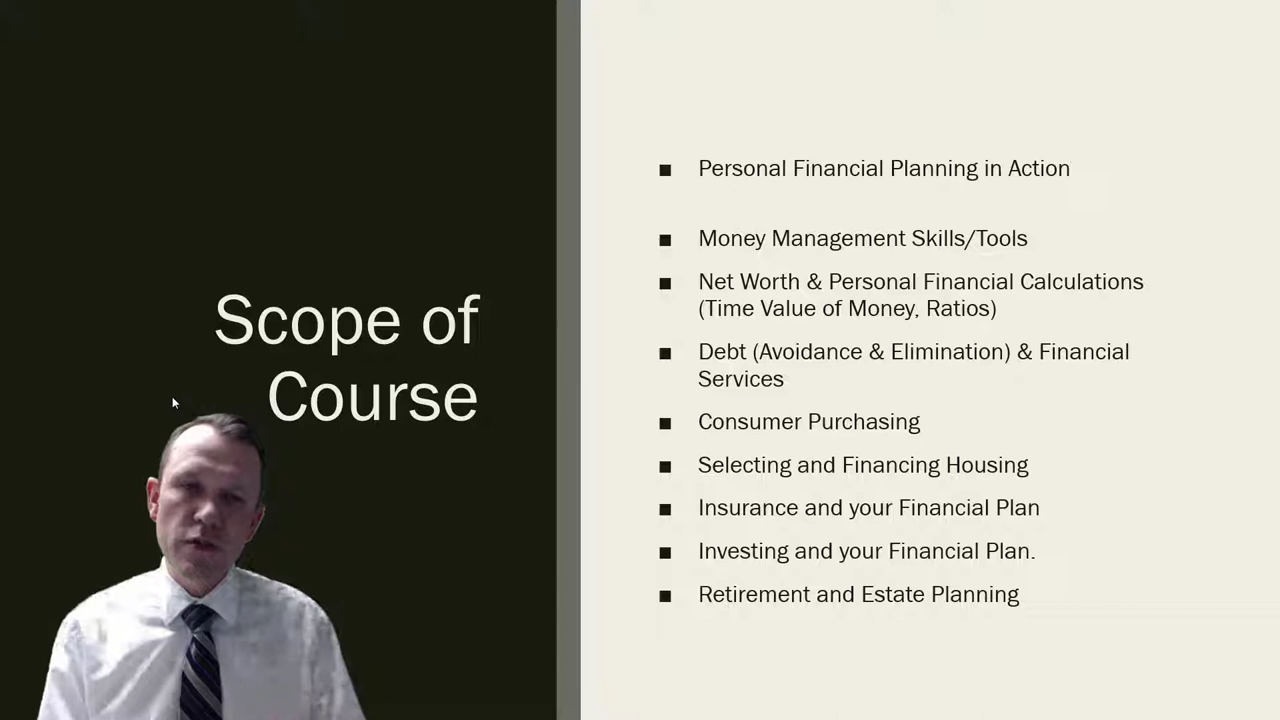 Scope of
Course
■ Personal Financial Planning in Action
■ Money Management Skills/Tools
■ Net Worth & Personal Financial Calculations
(Time Value of Money, Ratios)
■ Debt (Avoidance & Elimination) & Financial
Services
■ Consumer Purchasing
■ Selecting and Financing Housing
■ Insurance and your Financial Plan
■ Investing and your Financial Plan.
■ Retirement and Estate Planning